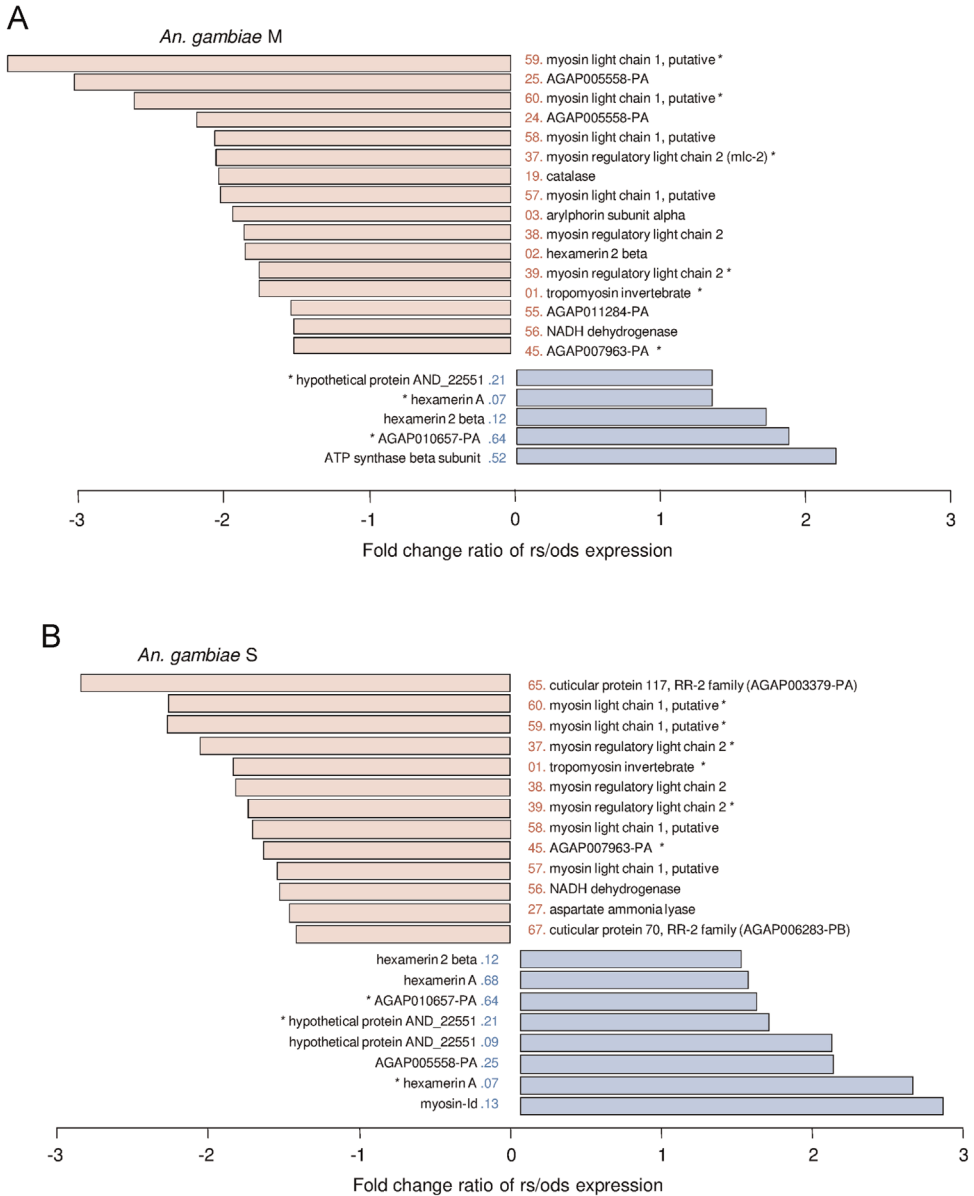 A
An. gambiae M
59. myosin light chain 1, putative *
25. AGAP005558-PA
60. myosin light chain 1, putative *
24. AGAP005558-PA
58. myosin light chain 1, putative
37. myosin regulatory light chain 2 (mlc-2) *
19. catalase
57. myosin light chain 1, putative
03. arylphorin subunit alpha
38. myosin regulatory light chain 2
02. hexamerin 2 beta
39. myosin regulatory light chain 2 *
01. tropomyosin invertebrate *
55. AGAP011284-PA
56. NADH dehydrogenase
45. AGAP007963-PA *
* hypothetical protein AND_22551 .21
* hexamerin A .07
hexamerin 2 beta .12
* AGAP010657-PA .64
ATP synthase beta subunit .52
-3 -2 -1 0 1 2 3
Fold change ratio of rs/ods expression
B
An. gambiae S
65. cuticular protein 117, RR-2 family (AGAP003379-PA)
60. myosin light chain 1, putative *
59. myosin light chain 1, putative *
37. myosin regulatory light chain 2 *
01. tropomyosin invertebrate *
38. myosin regulatory light chain 2
39. myosin regulatory light chain 2 *
58. myosin light chain 1, putative
45. AGAP007963-PA *
57. myosin light chain 1, putative
56. NADH dehydrogenase
27. aspartate ammonia lyase
67. cuticular protein 70, RR-2 family (AGAP006283-PB)
hexamerin 2 beta .12
hexamerin A .68
* AGAP010657-PA .64
* hypothetical protein AND_22551 .21
hypothetical protein AND_22551 .09
AGAP005558-PA .25
* hexamerin A .07
myosin-Id .13
-3 -2 -1 0 1 2 3
Fold change ratio of rs/ods expression